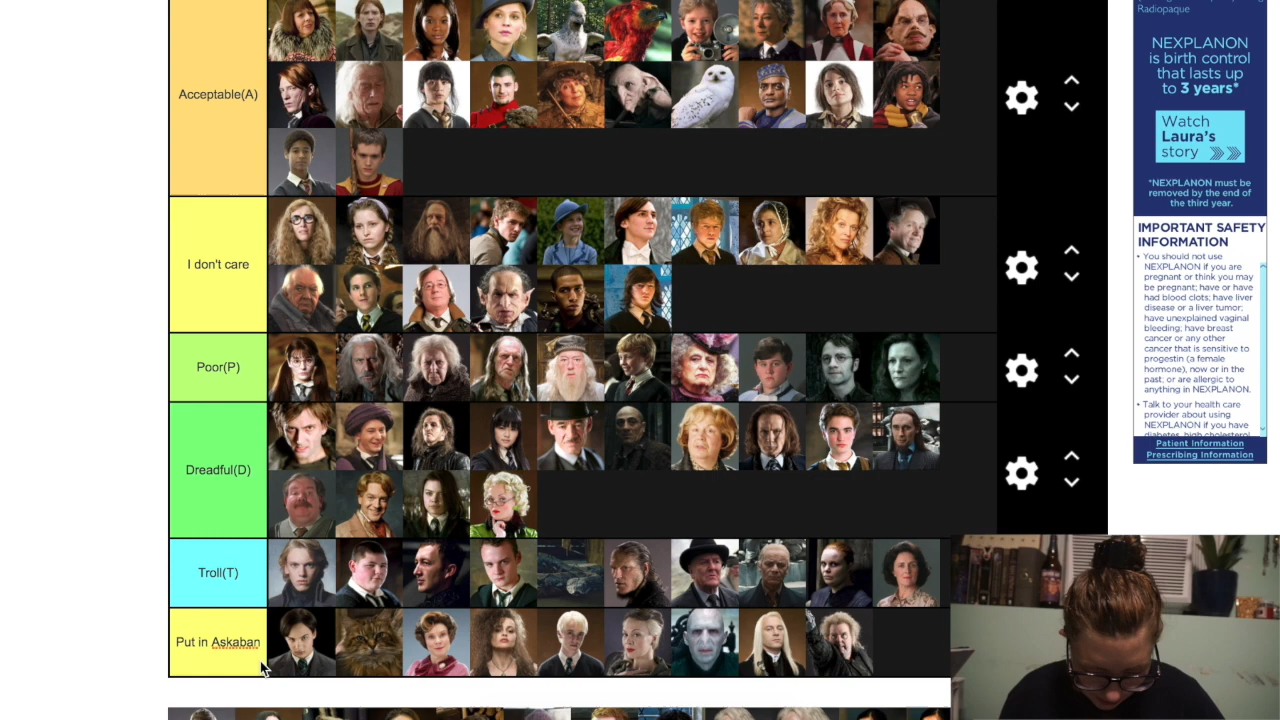 Radiopaque
NEXPLANON
is birth control
that lasts up
to 3 years*
Watch
Laura's
story
*NEXPLANON must be
removed by the end of
the third year.
IMPORTANT SAFETY
INFORMATION
• You should not use
NEXPLANON if you are
pregnant or think you may
be pregnant; have or have
had blood clots; have liver
disease or a liver tumor;
have unexplained vaginal
bleeding; have breast
cancer or any other
cancer that is sensitive to
progestin (a female
hormone), now or in the
past; or are allergic to
anything in NEXPLANON.
• Talk to your health care
provider about using
NEXPLANON if you have
diabetes, high cholesterol
Patient Information
Prescribing Information
Acceptable(A)
I don't care
Poor(P)
Dreadful(D)
Troll(T)
Put in Askaban